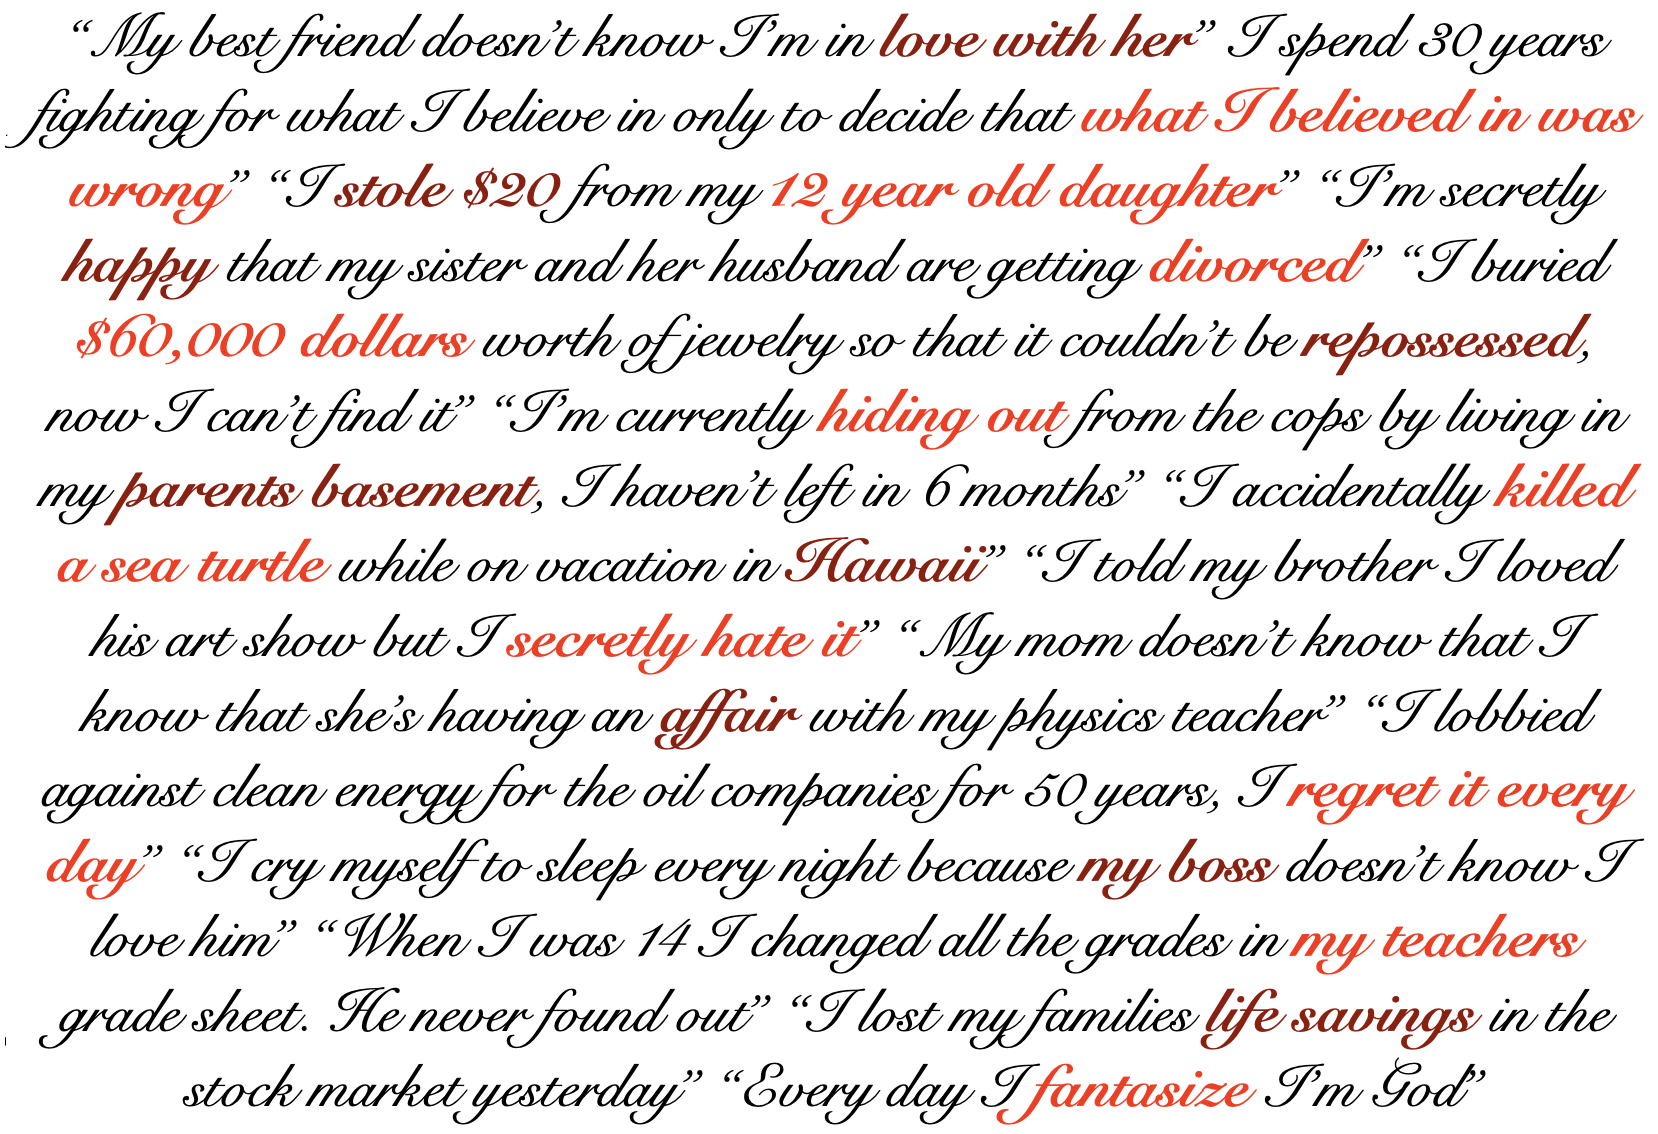 “My best friend doesn’t know I’m in love with her” I spend 30 years
fighting for what I believe in only to decide that what I believed in was
wrong” “I stole $20 from my 12 year old daughter” “I’m secretly
happy that my sister and her husband are getting divorced” “I buried
$60,000 dollars worth of jewelry so that it couldn’t be repossessed,
now I can’t find it” “I’m currently hiding out from the cops by living in
my parents basement, I haven’t left in 6 months” “I accidentally killed
a sea turtle while on vacation in Hawaii” “I told my brother I loved
his art show but I secretly hate it” “My mom doesn’t know that I
know that she’s having an affair with my physics teacher” “I lobbied
against clean energy for the oil companies for 50 years, I regret it every
day” “I cry myself to sleep every night because my boss doesn’t know I
love him” “When I was 14 I changed all the grades in my teachers
grade sheet. He never found out” “I lost my families life savings in the
stock market yesterday” “Every day I fantasize I’m God”